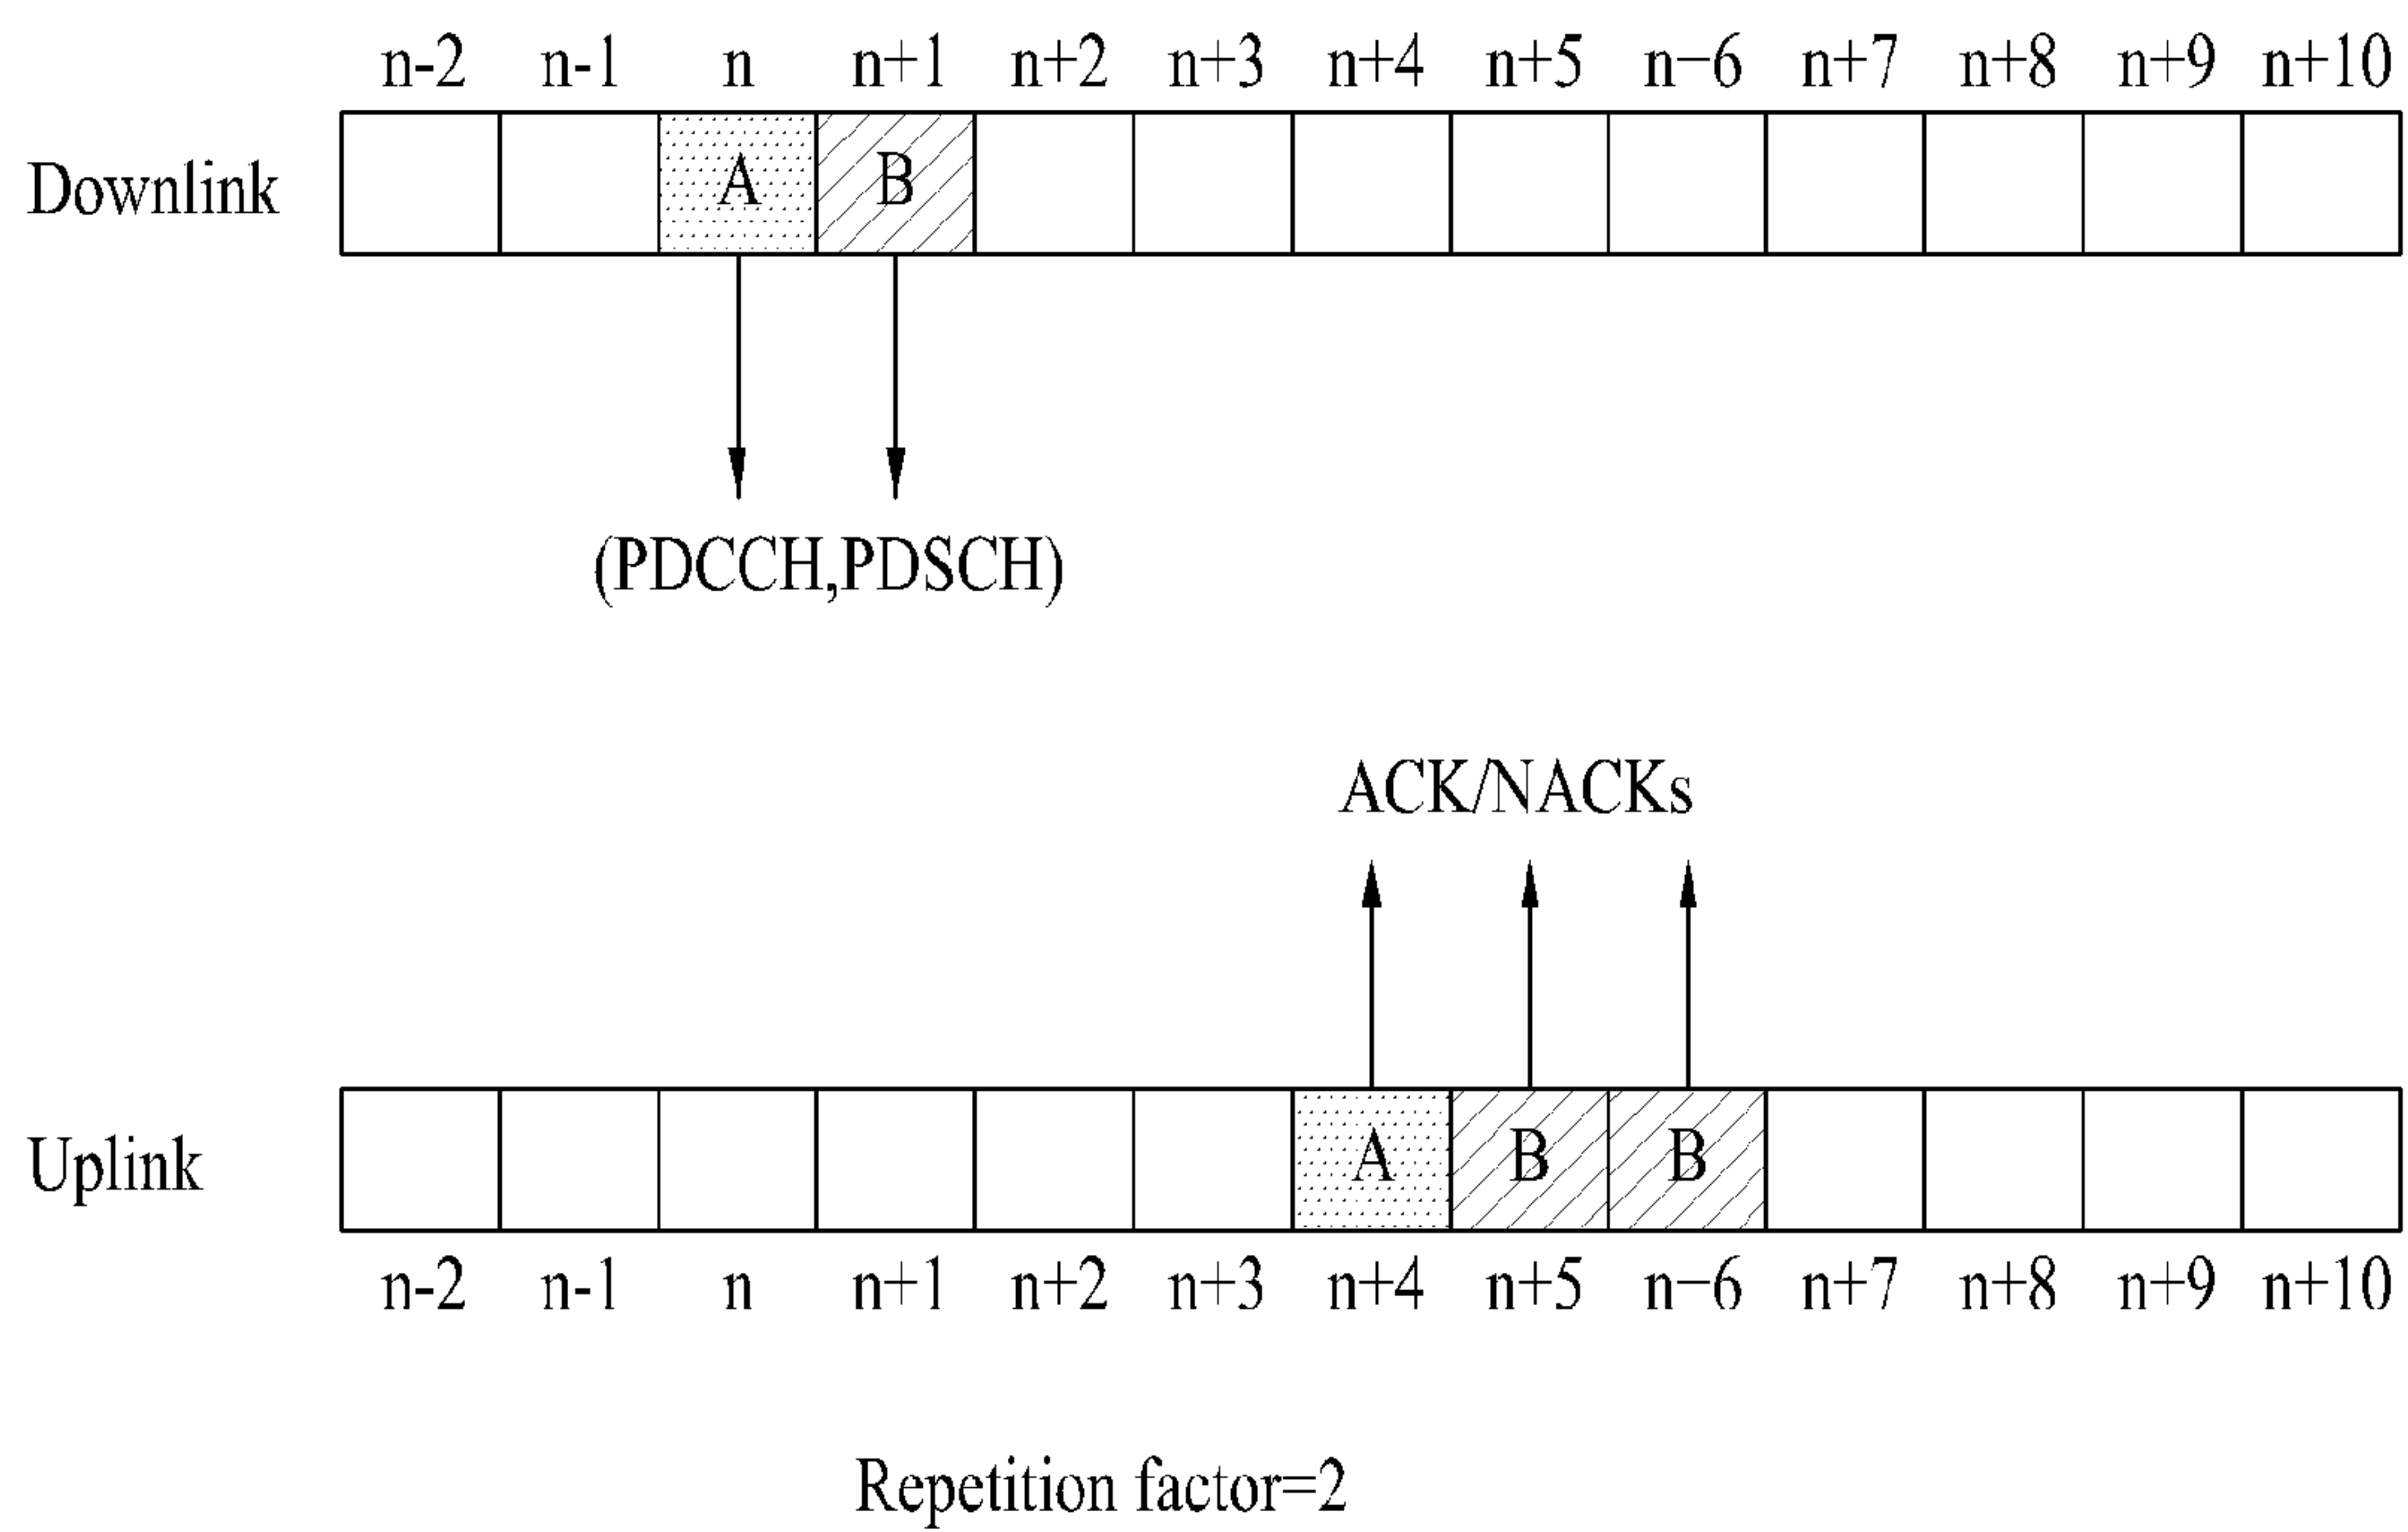 n-2 n-1 n n+1 n+2 n+3 n+4 n+5 n−6 n+7 n+8 n+9 n+10
Downlink A B
(PDCCH,PDSCH)
ACK/NACKs
Uplink A B B
n-2 n-1 n n+1 n+2 n+3 n+4 n+5 n−6 n+7 n+8 n+9 n+10
Repetition factor=2